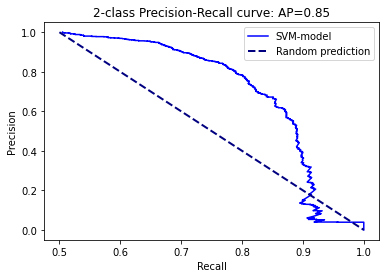 2-class Precision-Recall curve: AP=0.85
SVM-model
Random prediction
Precision
1.0
0.8
0.6
0.4
0.2
0.0
0.5 0.6 0.7 0.8 0.9 1.0
Recall